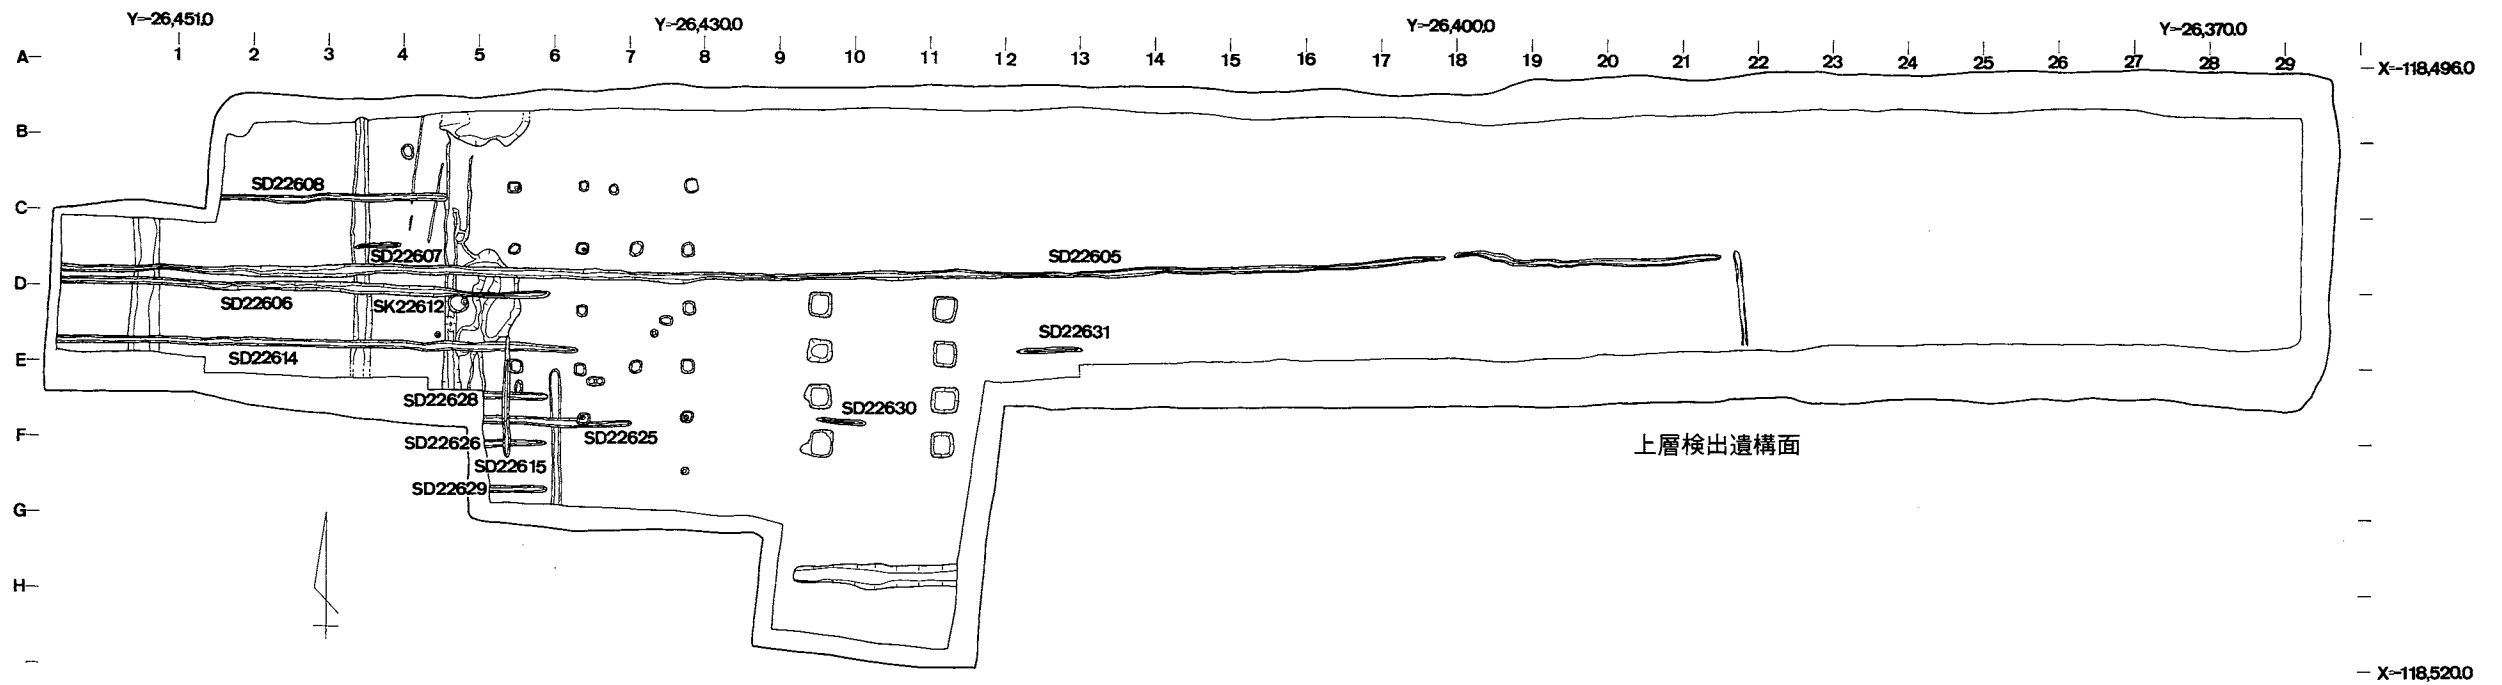 Y=-26,451.0 Y=-26,430.0 Y=-26,400.0 Y=-26,370.0
A 1 2 3 4 5 6 7 8 9 10 11 12 13 14 15 16 17 18 19 20 21 22 23 24 25 26 27 28 29 X=-118,496.0
B
SD22608
C
SD22607 SD22605
D
SD22606 SK22612
SD22631
SD22614
E
SD22628 SD22630
F SD22625
SD22626
上層検出遺構面
SD22615
SD22629
G
H
X=-118,520.0